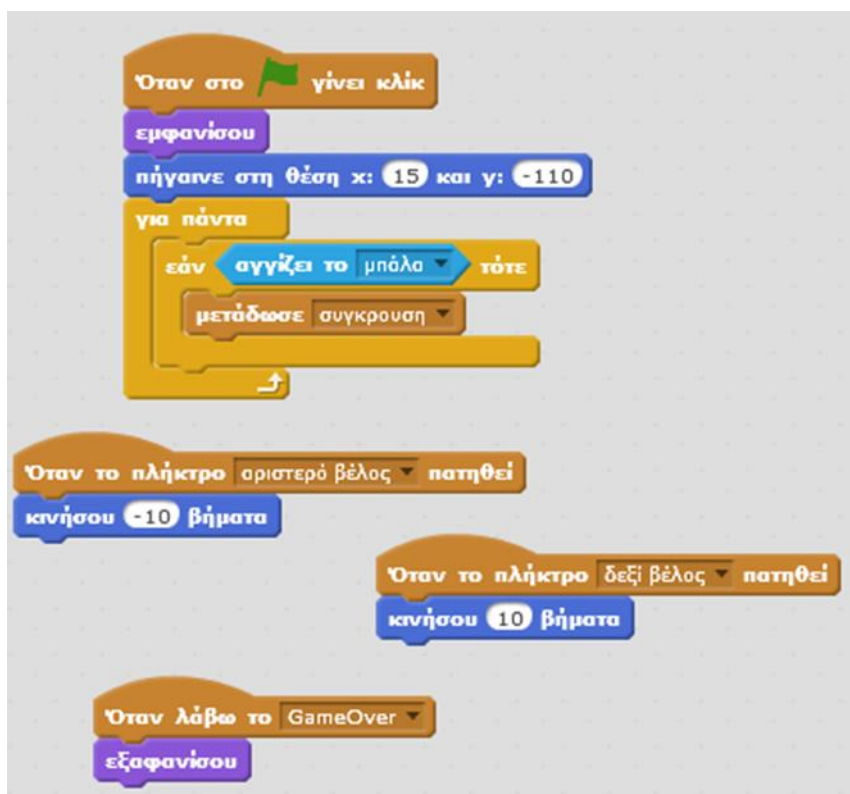 Όταν στο γίνει κλίκ
εμφανίσου
πήγαινε στη θέση x: 15 και y: -110
για πάντα
εάν αγγίζει το μπάλα τότε
μετάδωσε συγκρουση
Όταν το πλήκτρο αριστερό βέλος πατηθεί
κινήσου -10 βήματα
Όταν το πλήκτρο δεξί βέλος πατηθεί
κινήσου 10 βήματα
Όταν λάβω το GameOver
εξαφανίσου